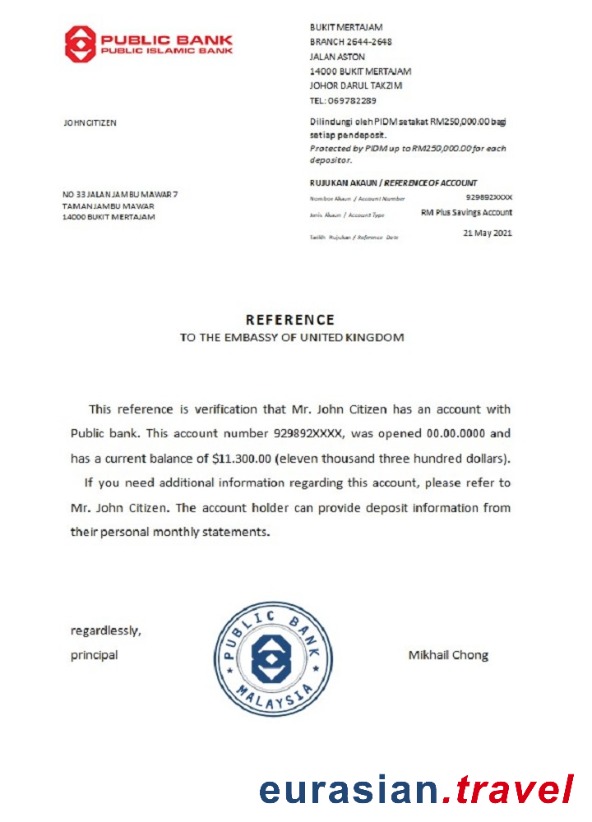 PUBLIC BANK
PUBLIC ISLAMIC BANK
BUKIT MERTAJAM
BRANCH 2644-2648
JALAN ASTON
14000 BUKIT MERTAJAM
JOHOR DARUL TAKZIM
TEL: 069782289
JOHN CITIZEN
Dilindungi oleh PIDM setakat RM250,000.00 bagi
setiap pendeposit.
Protected by PIDM up to RM250,000.00 for each
depositor.
NO 33 JALAN JAMBU MAWAR 7
TAMAN JAMBU MAWAR
14000 BUKIT MERTAJAM
RUJUKAN AKAUN / REFERENCE OF ACCOUNT
Nombor Akaun / Account Number 929892XXXX
Jenis Akaun / Account Type RM Plus Savings Account
Tarikh Rujukan / Reference Date 21 May 2021
REFERENCE
TO THE EMBASSY OF UNITED KINGDOM
This reference is verification that Mr. John Citizen has an account with
Public bank. This account number 929892XXXX, was opened 00.00.0000 and
has a current balance of $11.300.00 (eleven thousand three hundred dollars).
If you need additional information regarding this account, please refer to
Mr. John Citizen. The account holder can provide deposit information from
their personal monthly statements.
regardlessly,
principal
PUBLIC BANK
MALAYSIA
Mikhail Chong
eurasian.travel